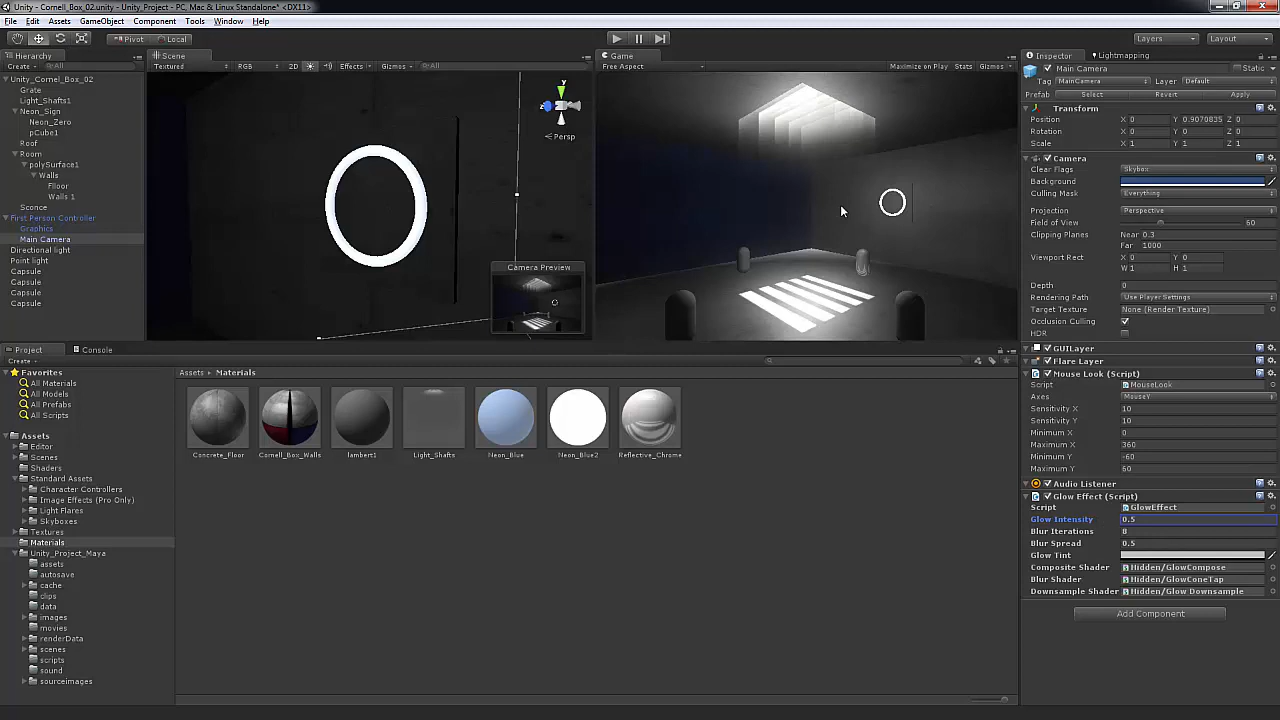 Unity - Cornell_Box_02.unity - Unity_Project - PC, Mac & Linux Standalone* <DX11>
File Edit Assets GameObject Component Tools Window Help
Pivot Local Layers Layout
Hierarchy
Create All
Unity_Cornel_Box_02
Grate
Light_Shafts1
Neon_Sign
Neon_Zero
pCube1
Roof
Room
polySurface1
Walls
Floor
Walls 1
Sconce
First Person Controller
Graphics
Main Camera
Directional light
Point light
Capsule
Capsule
Capsule
Capsule
Scene
Textured RGB 2D Effects Gizmos All
y
z
Persp
Camera Preview
Game
Free Aspect Maximize on Play Stats Gizmos
Inspector Lightmapping
Main Camera Static
Tag MainCamera Layer Default
Prefab Select Revert Apply
Transform
Position X 0 Y 0.9070835 Z 0
Rotation X 0 Y 0 Z 0
Scale X 1 Y 1 Z 1
Camera
Clear Flags Skybox
Background
Culling Mask Everything
Projection Perspective
Field of View 60
Clipping Planes Near 0.3
Far 1000
Viewport Rect X 0 Y 0
W 1 H 1
Depth 0
Rendering Path Use Player Settings
Target Texture None (Render Texture)
Occlusion Culling
HDR
GUILayer
Flare Layer
Mouse Look (Script)
Script MouseLook
Axes MouseY
Sensitivity X 10
Sensitivity Y 10
Minimum X 0
Maximum X 360
Minimum Y -60
Maximum Y 60
Audio Listener
Glow Effect (Script)
Script GlowEffect
Glow Intensity 0.5
Blur Iterations 8
Blur Spread 0.5
Glow Tint
Composite Shader Hidden/GlowCompose
Blur Shader Hidden/GlowConeTap
Downsample Shader Hidden/Glow Downsample
Add Component
Project Console
Create
Favorites
All Materials
All Models
All Prefabs
All Scripts
Assets
Editor
Scenes
Shaders
Standard Assets
Character Controllers
Image Effects (Pro Only)
Light Flares
Skyboxes
Textures
Materials
Unity_Project_Maya
assets
autosave
cache
clips
data
images
movies
renderData
scenes
scripts
sound
sourceimages
Assets Materials
Concrete_Floor Cornell_Box_Walls lambert1 Light_Shafts Neon_Blue Neon_Blue2 Reflective_Chrome